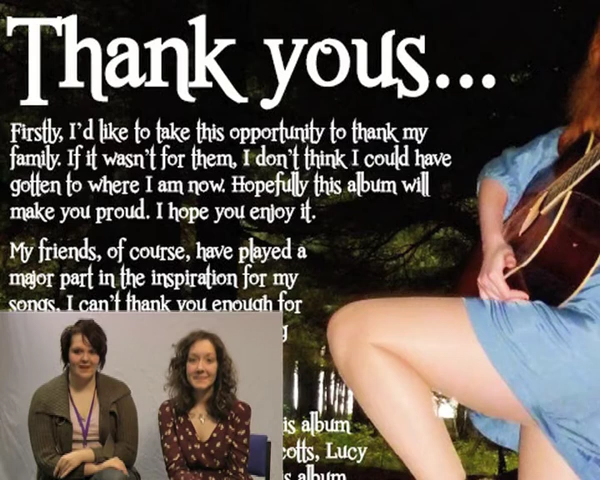 Thank yous...
Firstly, I'd like to take this opportunity to thank my
family. If it wasn't for them, I don't think I could have
gotten to where I am now. Hopefully this album will
make you proud. I hope you enjoy it.
My friends, of course, have played a
major part in the inspiration for my
songs. I can't thank you enough for
is album
Lucy
album